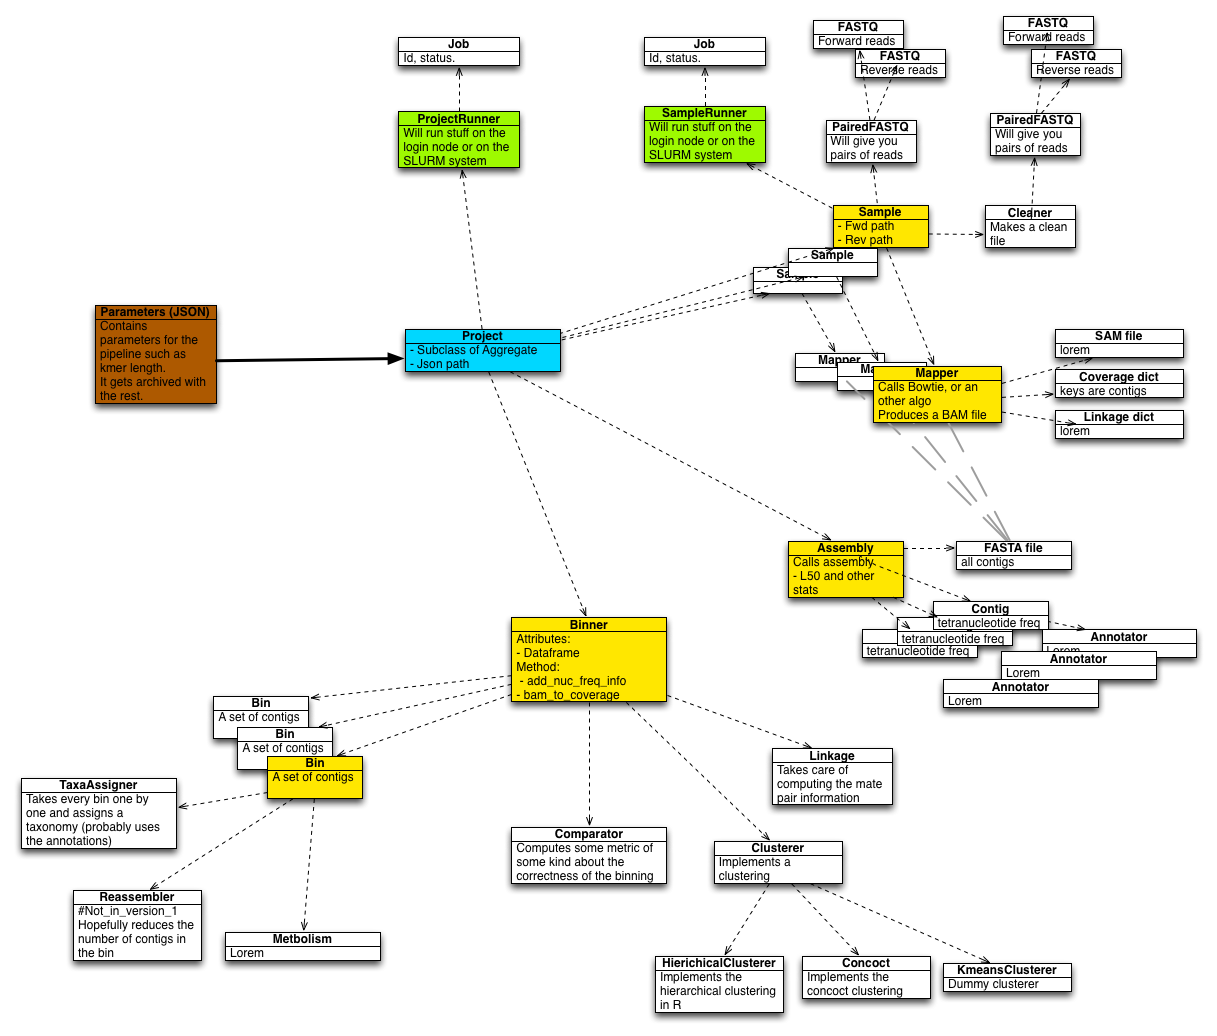 Job
Id, status.
ProjectRunner
Will run stuff on the
login node or on the
SLURM system
Job
Id, status.
SampleRunner
Will run stuff on the
login node or on the
SLURM system
FASTQ
Forward reads
FASTQ
Reverse reads
PairedFASTQ
Will give you
pairs of reads
FASTQ
Forward reads
FASTQ
Reverse reads
PairedFASTQ
Will give you
pairs of reads
Sample
- Fwd path
- Rev path
Sample
Cleaner
Makes a clean
file
Parameters (JSON)
Contains
parameters for the
pipeline such as
kmer length.
It gets archived with
the rest.
Project
- Subclass of Aggregate
- Json path
Mapper
Mapper
Calls Bowtie, or an
other algo
Produces a BAM file
SAM file
lorem
Coverage dict
keys are contigs
Linkage dict
lorem
Assembly
Calls assembly
- L50 and other
stats
FASTA file
all contigs
Contig
tetranucleotide freq
tetranucleotide freq
tetranucleotide freq
Annotator
Lorem
Annotator
Lorem
Annotator
Lorem
Binner
Attributes:
- Dataframe
Method:
- add_nuc_freq_info
- bam_to_coverage
Bin
A set of contigs
Bin
A set of contigs
Bin
A set of contigs
TaxaAssigner
Takes every bin one by
one and assigns a
taxonomy (probably uses
the annotations)
Reassembler
#Not_in_version_1
Hopefully reduces the
number of contigs in
the bin
Metbolism
Lorem
Comparator
Computes some metric of
some kind about the
correctness of the binning
Linkage
Takes care of
computing the mate
pair information
Clusterer
Implements a
clustering
HierichicalClusterer
Implements the
hierarchical clustering
in R
Concoct
Implements the
concoct clustering
KmeansClusterer
Dummy clusterer